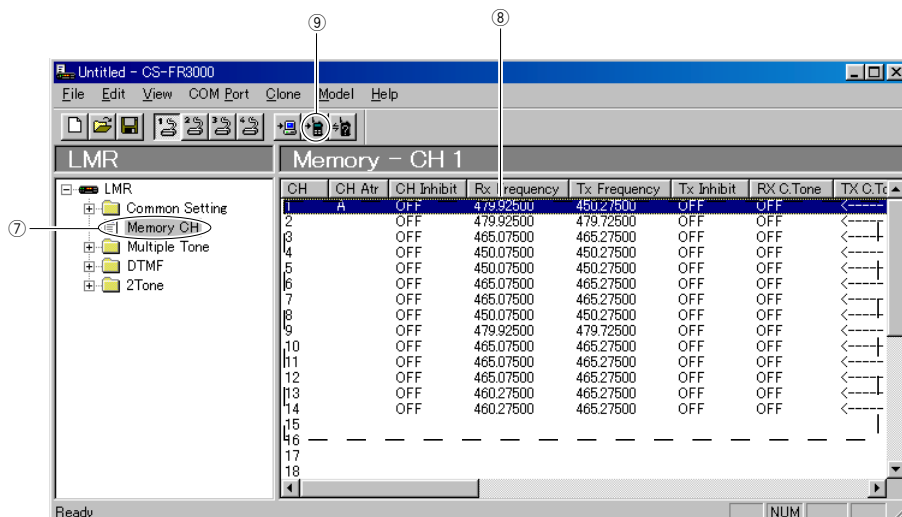 ⑨ ⑧
Untitled - CS-FR3000
File Edit View COM Port Clone Model Help
LMR
Memory - CH 1
LMR
Common Setting
⑦ Memory CH
Multiple Tone
DTMF
2Tone
CH CH Atr CH Inhibit Rx Frequency Tx Frequency Tx Inhibit RX C.Tone TX C.Tc
1 A OFF 479.92500 450.27500 OFF OFF <-----
2 OFF 479.92500 479.72500 OFF OFF <-----
3 OFF 465.07500 465.27500 OFF OFF <-----
4 OFF 450.07500 450.27500 OFF OFF <-----
5 OFF 450.07500 450.27500 OFF OFF <-----
6 OFF 465.07500 465.27500 OFF OFF <-----
7 OFF 465.07500 465.27500 OFF OFF <-----
8 OFF 450.07500 450.27500 OFF OFF <-----
9 OFF 479.92500 479.72500 OFF OFF <-----
10 OFF 465.07500 465.27500 OFF OFF <-----
11 OFF 465.07500 465.27500 OFF OFF <-----
12 OFF 465.07500 465.27500 OFF OFF <-----
13 OFF 460.27500 465.27500 OFF OFF <-----
14 OFF 460.27500 465.27500 OFF OFF <-----
15
16
17
18
Ready NUM